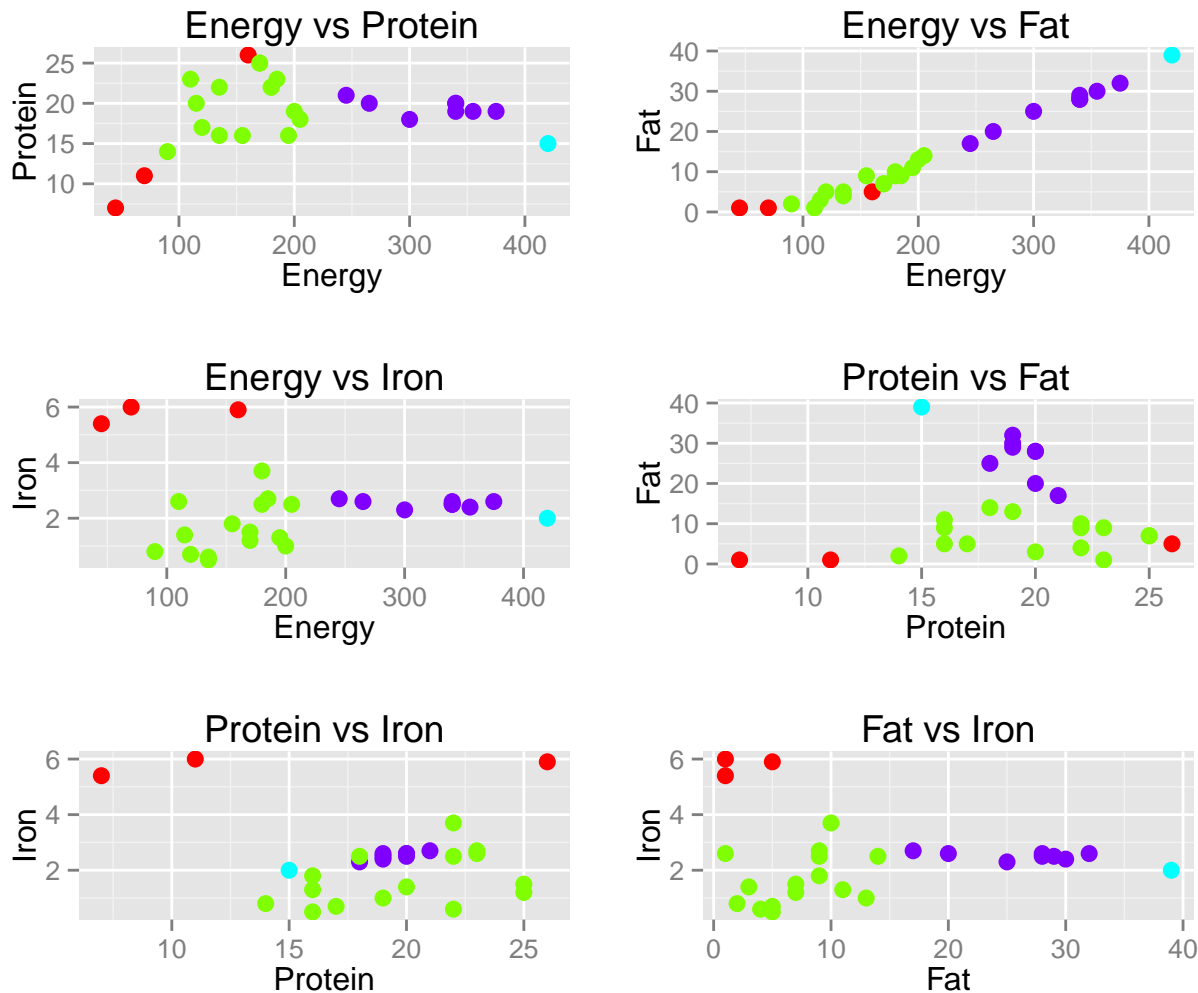 Energy vs Protein
Protein
25
20
15
10
100 200 300 400
Energy
Energy vs Fat
Fat
40
30
20
10
0
100 200 300 400
Energy
Energy vs Iron
Iron
6
4
2
100 200 300 400
Energy
Protein vs Fat
Fat
40
30
20
10
0
10 15 20 25
Protein
Protein vs Iron
Iron
6
4
2
10 15 20 25
Protein
Fat vs Iron
Iron
6
4
2
0 10 20 30 40
Fat